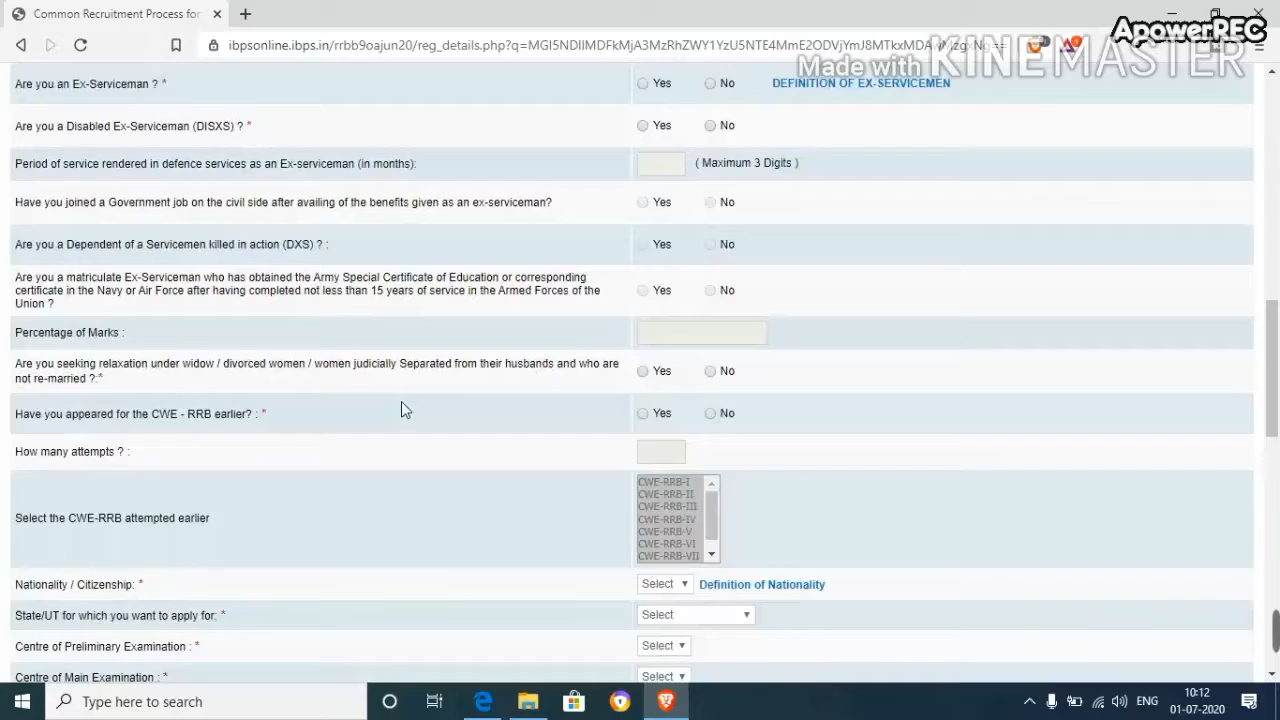 Common Recruitment Process for
ApowerREC
ibpsonline.ibps.in/rrbb9
Made with KINEMASTER
Are you an Ex-Serviceman ? * Yes No DEFINITION OF EX-SERVICEMEN
Are you a Disabled Ex-Serviceman (DISXS) ? * Yes No
Period of service rendered in defence services as an Ex-serviceman (in months): ( Maximum 3 Digits )
Have you joined a Government job on the civil side after availing of the benefits given as an ex-serviceman? Yes No
Are you a Dependent of a Servicemen killed in action (DXS) ? : Yes No
Are you a matriculate Ex-Serviceman who has obtained the Army Special Certificate of Education or corresponding
certificate in the Navy or Air Force after having completed not less than 15 years of service in the Armed Forces of the Yes No
Union ?
Percentage of Marks :
Are you seeking relaxation under widow / divorced women / women judicially Separated from their husbands and who are
not re-married ?:* Yes No
Have you appeared for the CWE - RRB earlier? : * Yes No
How many attempts ? :
Select the CWE-RRB attempted earlier
CWE-RRB-I
CWE-RRB-II
CWE-RRB-III
CWE-RRB-IV
CWE-RRB-V
CWE-RRB-VI
CWE-RRB-VII
Nationality / Citizenship: * Select Definition of Nationality
State/UT for which you want to apply for: * Select
Centre of Preliminary Examination : * Select
Centre of Main Examination : * Select
Type here to search
ENG
10:12
01-07-2020